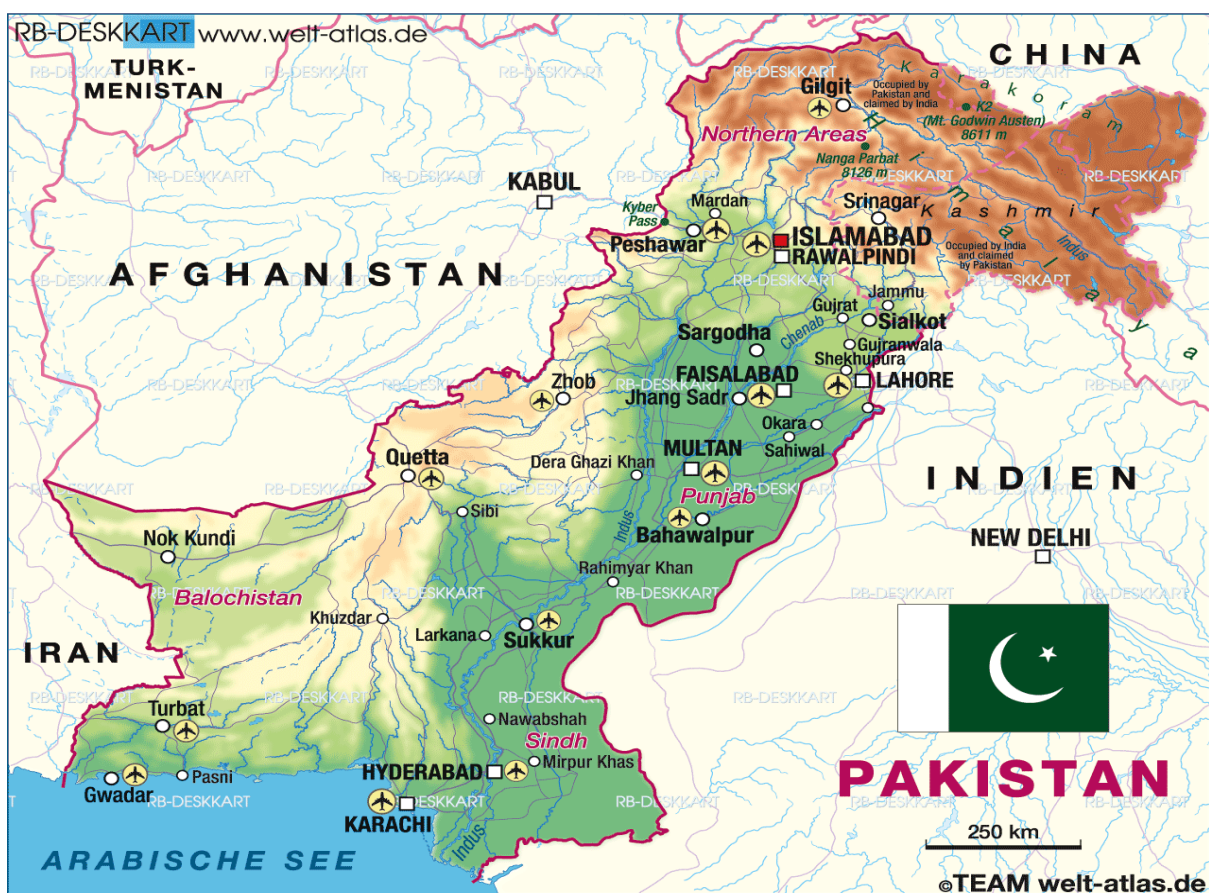 RB-DESKKART www.welt-atlas.de
TURK-
MENISTAN
CHINA
Karakoram
K2
(Mt. Godwin Austen)
8611 m
Occupied by
Pakistan and
claimed by India
Gilgit
Northern Areas
Nanga Parbat
8126 m
Himalaya
KABUL
Kyber
Pass
Mardan
Peshawar
ISLAMABAD
RAWALPINDI
Srinagar
Kashmir
Occupied by India
and claimed
by Pakistan
Indus
AFGHANISTAN
Jammu
Gujrat
Sialkot
Chenab
Sargodha
Gujranwala
Shekhupura
FAISALABAD
LAHORE
Zhob
Jhang Sadr
Okara
Sahiwal
MULTAN
Quetta
Dera Ghazi Khan
Punjab
INDIEN
Sibi
Indus
Bahawalpur
Nok Kundi
NEW DELHI
Rahimyar Khan
Balochistan
Khuzdar
Larkana
Sukkur
IRAN
Turbat
Nawabshah
Sindh
Mirpur Khas
HYDERABAD
Pasni
Gwadar
KARACHI
Indus
PAKISTAN
250 km
ARABISCHE SEE
©TEAM welt-atlas.de
RB-DESKKART